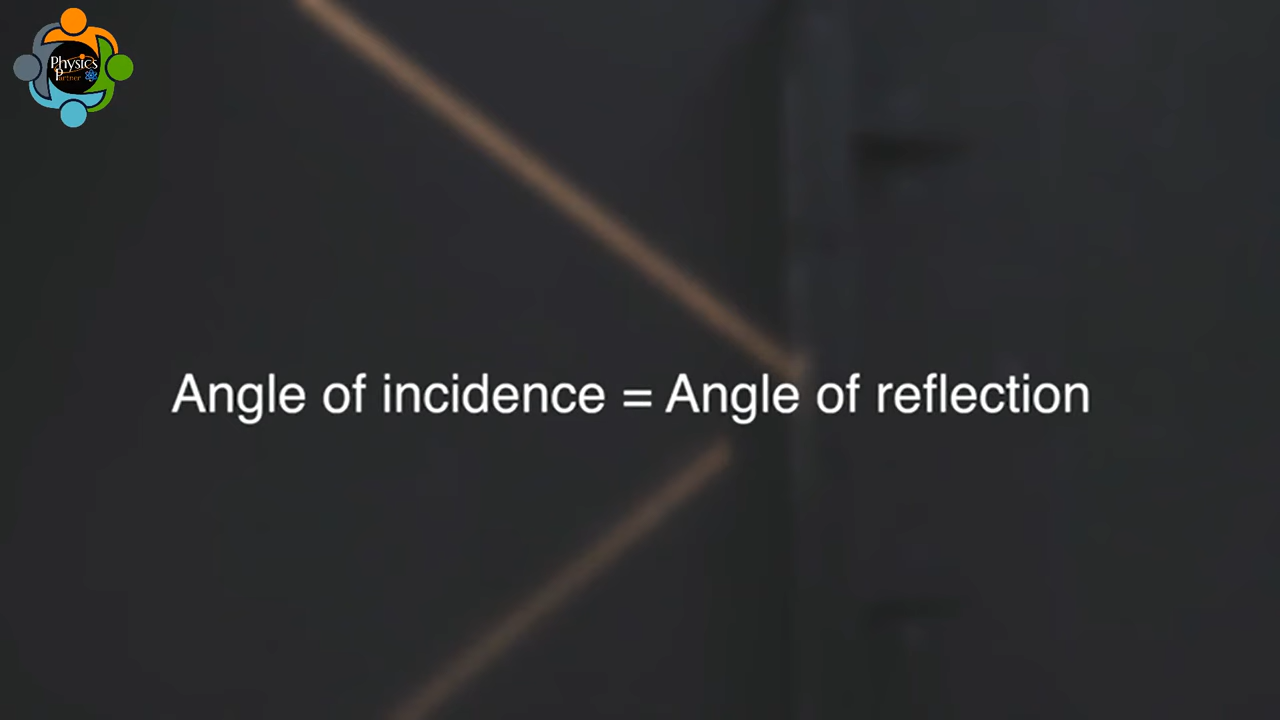 Physics
Partner
Angle of incidence = Angle of reflection